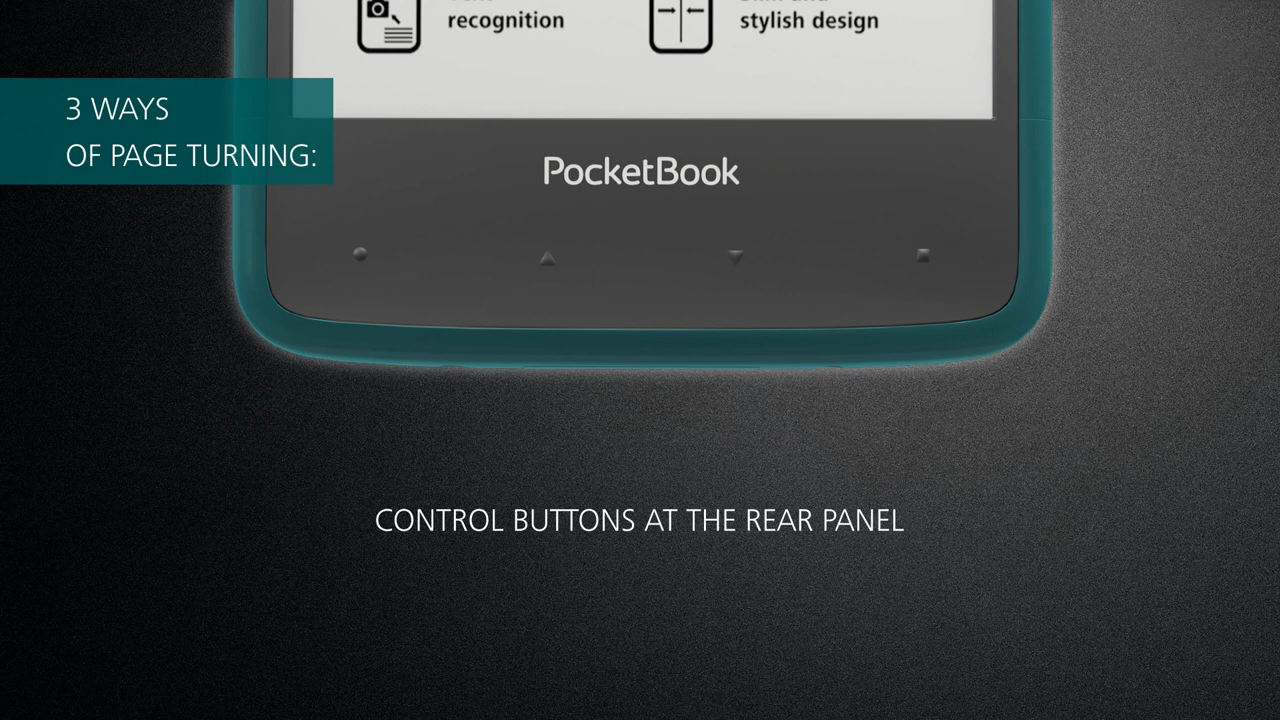 recognition
stylish design
3 WAYS
OF PAGE TURNING:
PocketBook
CONTROL BUTTONS AT THE REAR PANEL